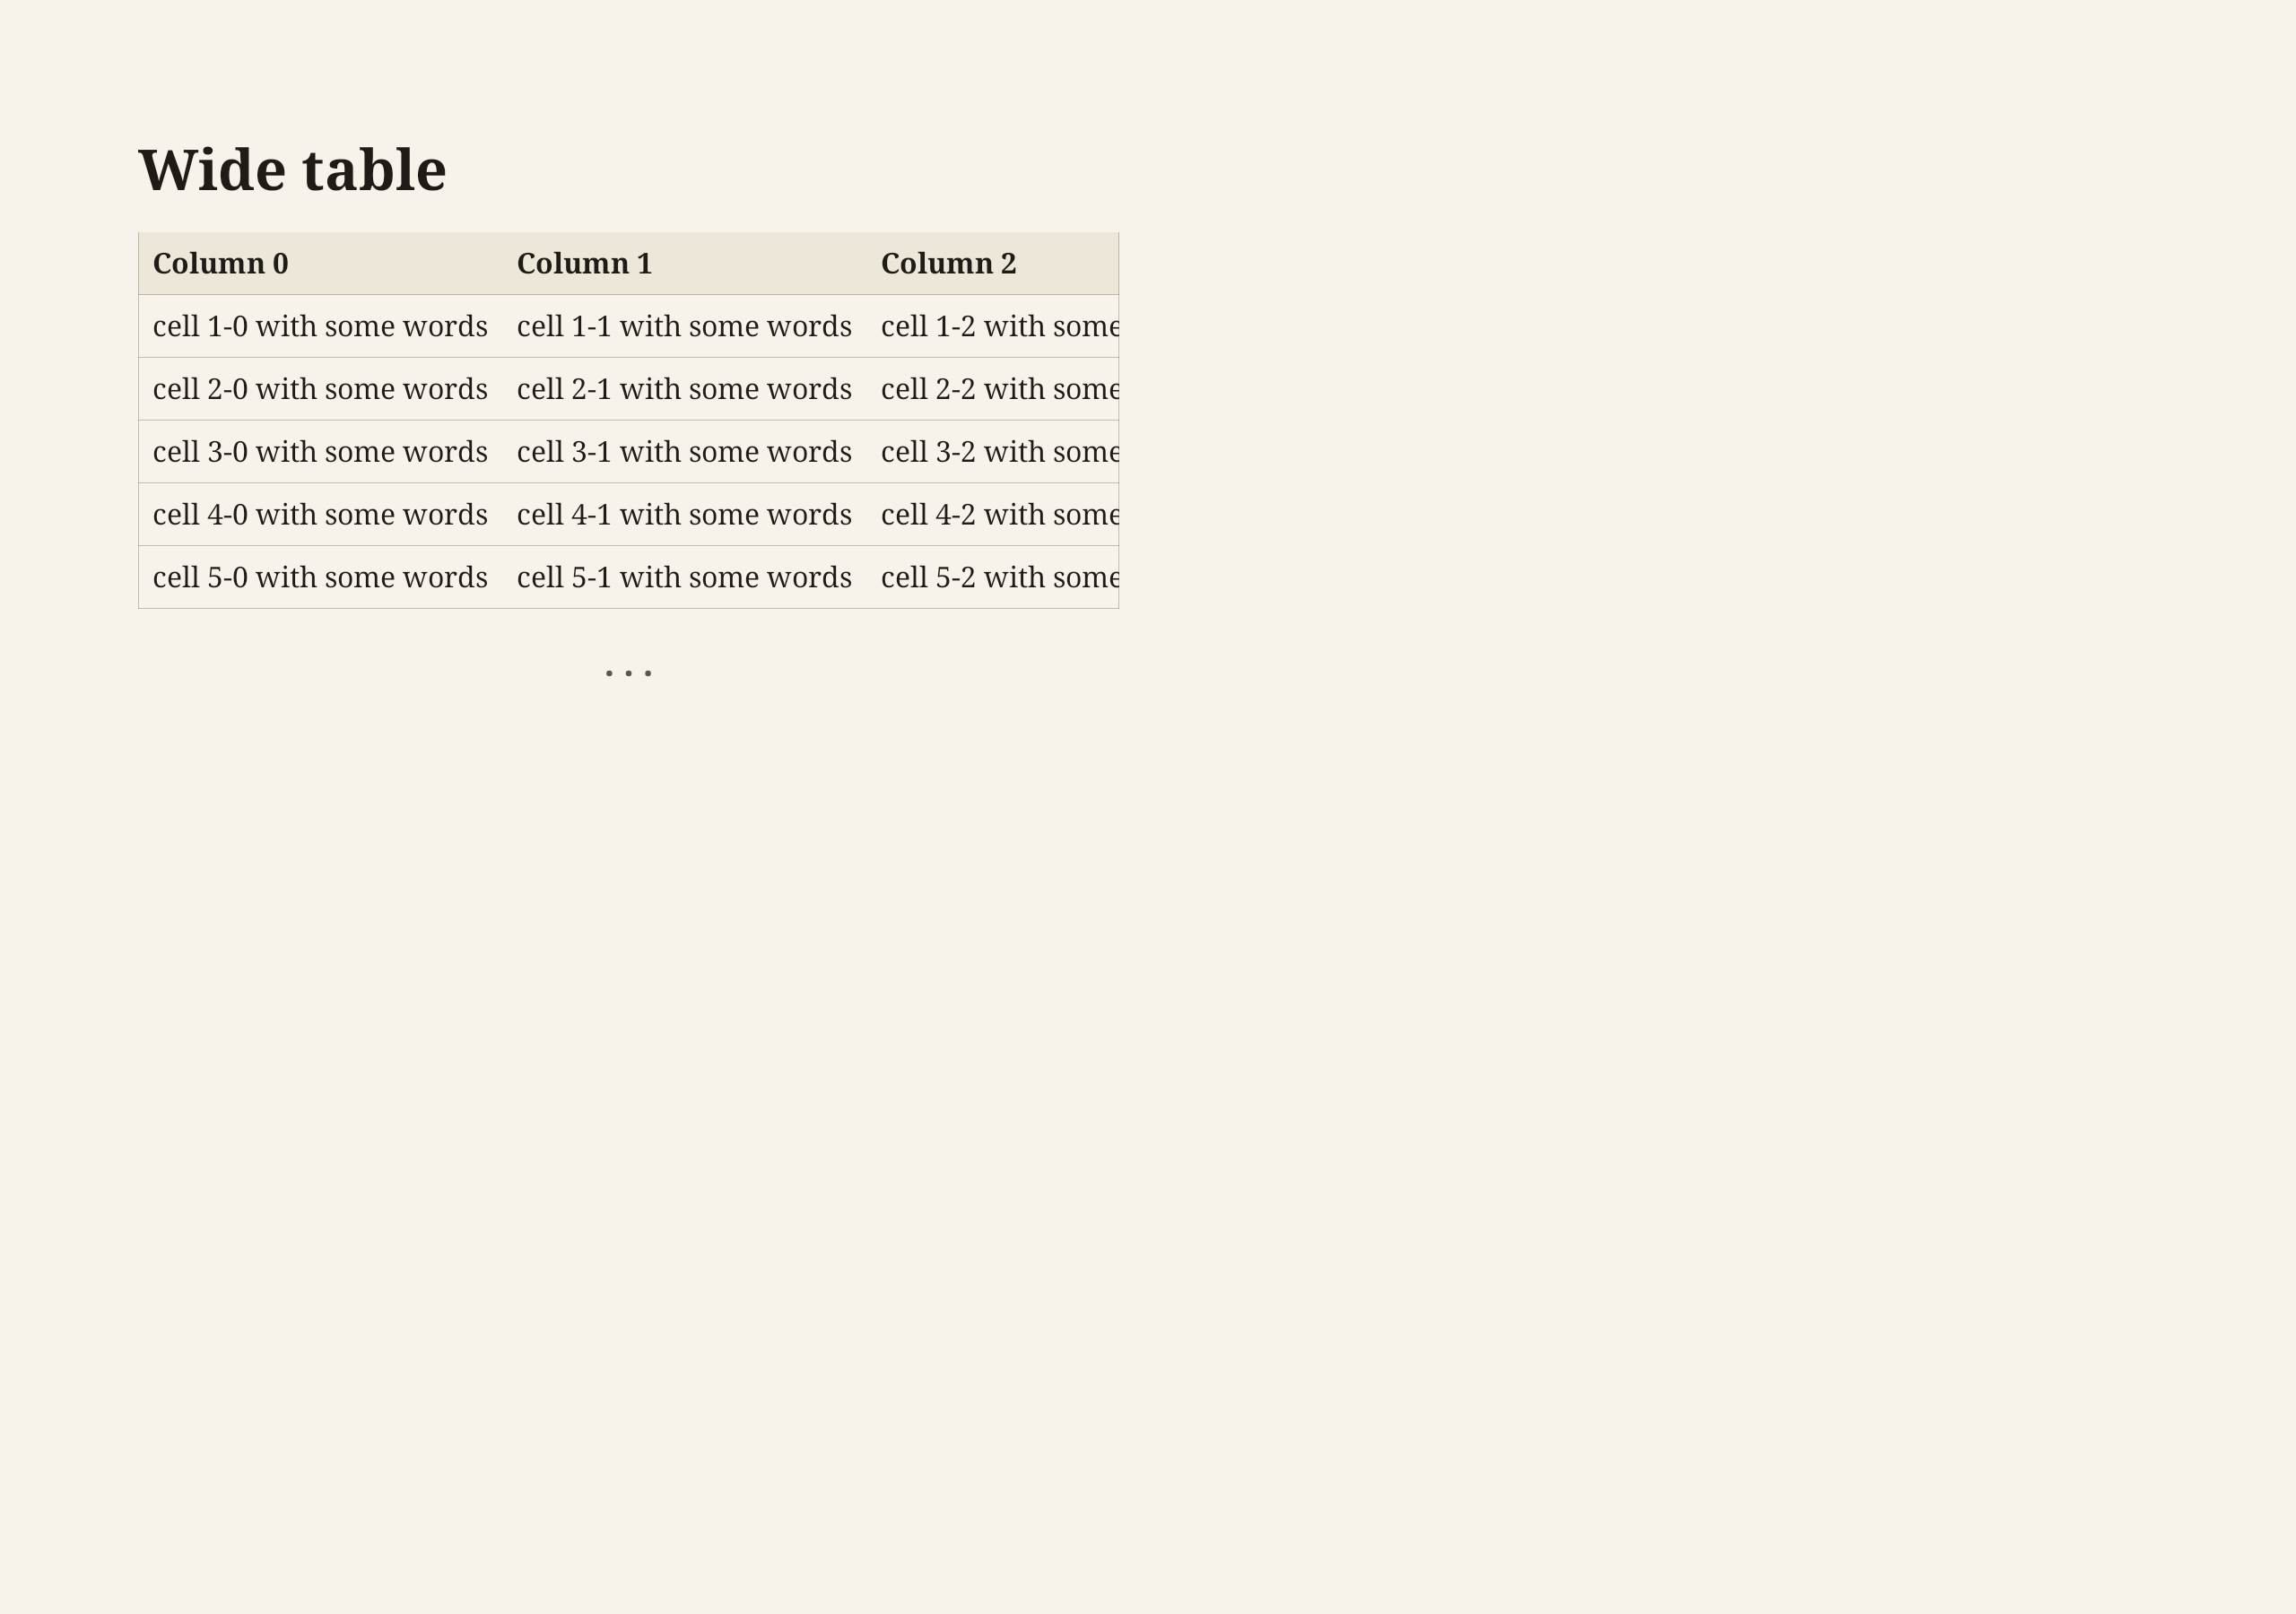 Wide table
Column 0 Column 1 Column 2
cell 1-0 with some words cell 1-1 with some words cell 1-2 with some
cell 2-0 with some words cell 2-1 with some words cell 2-2 with some
cell 3-0 with some words cell 3-1 with some words cell 3-2 with some
cell 4-0 with some words cell 4-1 with some words cell 4-2 with some
cell 5-0 with some words cell 5-1 with some words cell 5-2 with some
...